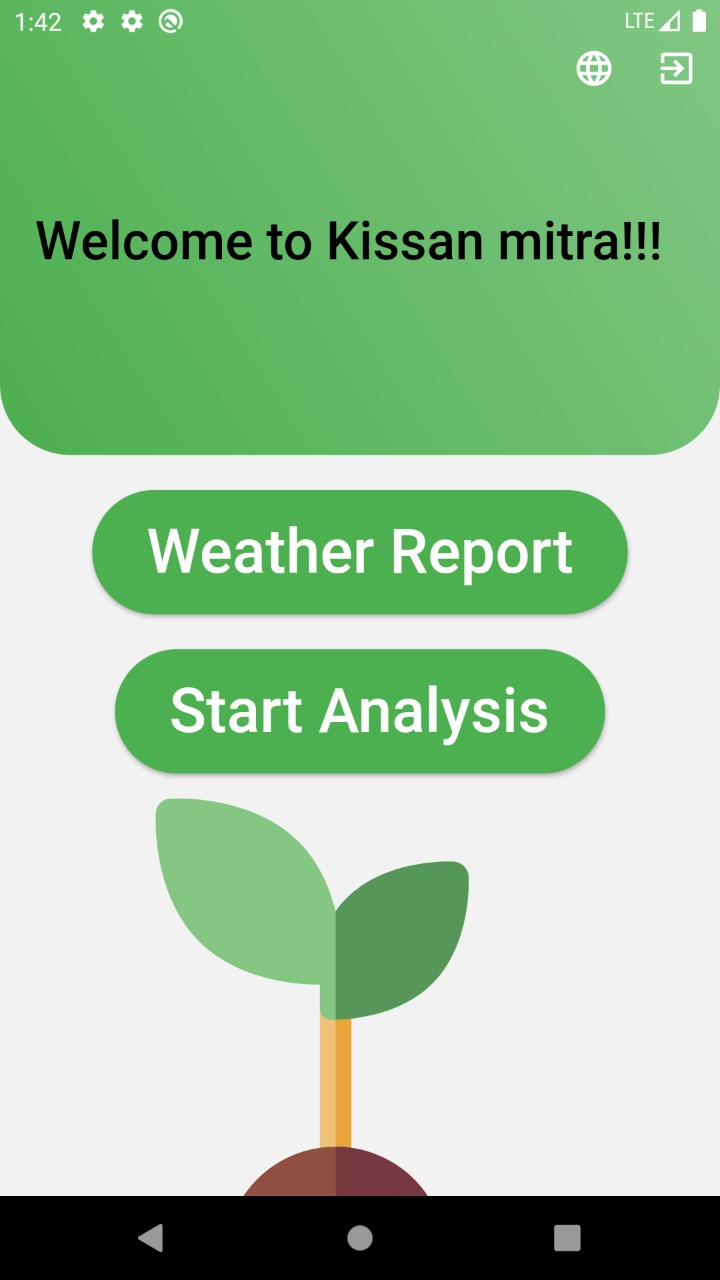 1:42 LTE
Welcome to Kissan mitra!!!
Weather Report
Start Analysis